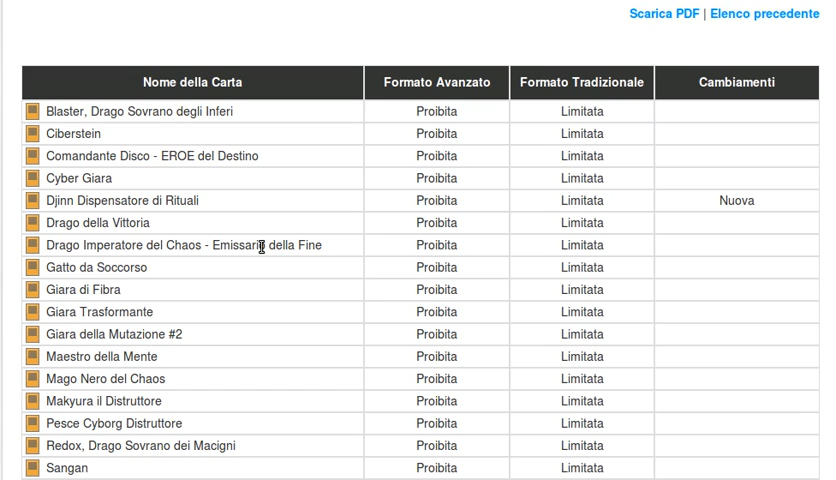 Scarica PDF | Elenco precedente
Nome della Carta Formato Avanzato Formato Tradizionale Cambiamenti
Blaster, Drago Sovrano degli Inferi Proibita Limitata
Ciberstein Proibita Limitata
Comandante Disco - EROE del Destino Proibita Limitata
Cyber Giara Proibita Limitata
Djinn Dispensatore di Rituali Proibita Limitata Nuova
Drago della Vittoria Proibita Limitata
Drago Imperatore del Chaos - Emissario della Fine Proibita Limitata
Gatto da Soccorso Proibita Limitata
Giara di Fibra Proibita Limitata
Giara Trasformante Proibita Limitata
Giara della Mutazione #2 Proibita Limitata
Maestro della Mente Proibita Limitata
Mago Nero del Chaos Proibita Limitata
Makyura il Distruttore Proibita Limitata
Pesce Cyborg Distruttore Proibita Limitata
Redox, Drago Sovrano dei Macigni Proibita Limitata
Sangan Proibita Limitata